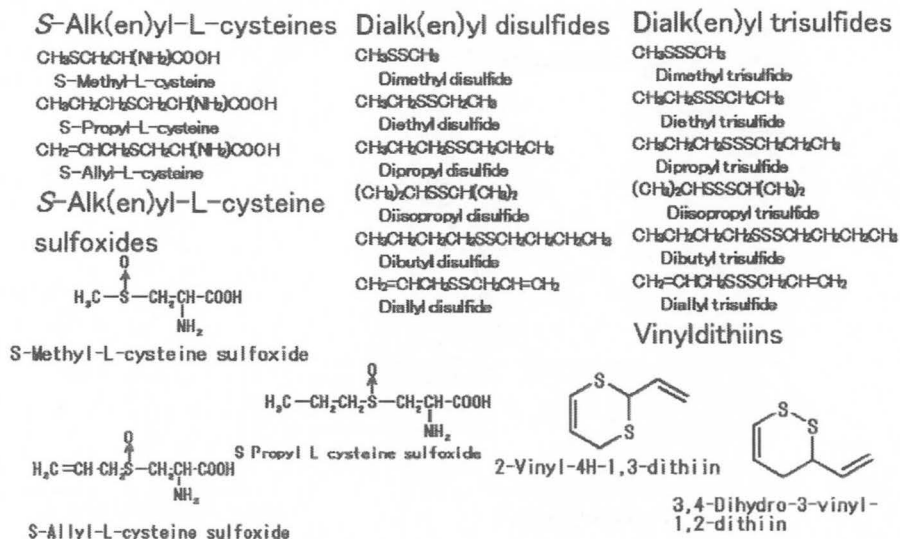 S-Alk(en)yl-L-cysteines
CH₃SCH₂CH(NH₂)COOH
S-Methyl-L-cysteine
CH₃CH₂CH₂SCH₂CH(NH₂)COOH
S-Propyl-L-cysteine
CH₂=CHCH₂SCH₂CH(NH₂)COOH
S-Allyl-L-cysteine
S-Alk(en)yl-L-cysteine
sulfoxides
O
H₃C-S-CH₂CH-COOH
NH₂
S-Methyl-L-cysteine sulfoxide
O
H₃C-CH₂CH₂S-CH₂CH-COOH
NH₂
S Propyl L cysteine sulfoxide
O
H₂C=CH-CH₂S-CH₂CH-COOH
NH₂
S-Allyl-L-cysteine sulfoxide
Dialk(en)yl disulfides
CH₃SSCH₃
Dimethyl disulfide
CH₃CH₂SSCH₂CH₃
Diethyl disulfide
CH₃CH₂CH₂SSCH₂CH₂CH₃
Dipropyl disulfide
(CH₃)₂CHSSCH(CH₃)₂
Diisopropyl disulfide
CH₃CH₂CH₂CH₂SSCH₂CH₂CH₂CH₃
Dibutyl disulfide
CH₂=CHCH₂SSCH₂CH=CH₂
Diallyl disulfide
Dialk(en)yl trisulfides
CH₃SSSCH₃
Dimethyl trisulfide
CH₃CH₂SSSCH₂CH₃
Diethyl trisulfide
CH₃CH₂CH₂SSSCH₂CH₂CH₃
Dipropyl trisulfide
(CH₃)₂CHSSSCH(CH₃)₂
Diisopropyl trisulfide
CH₃CH₂CH₂CH₂SSSCH₂CH₂CH₂CH₃
Dibutyl trisulfide
CH₂=CHCH₂SSSCH₂CH=CH₂
Diallyl trisulfide
Vinyldithiins
S
S
2-Vinyl-4H-1,3-dithiin
S S
3,4-Dihydro-3-vinyl-
1,2-dithiin